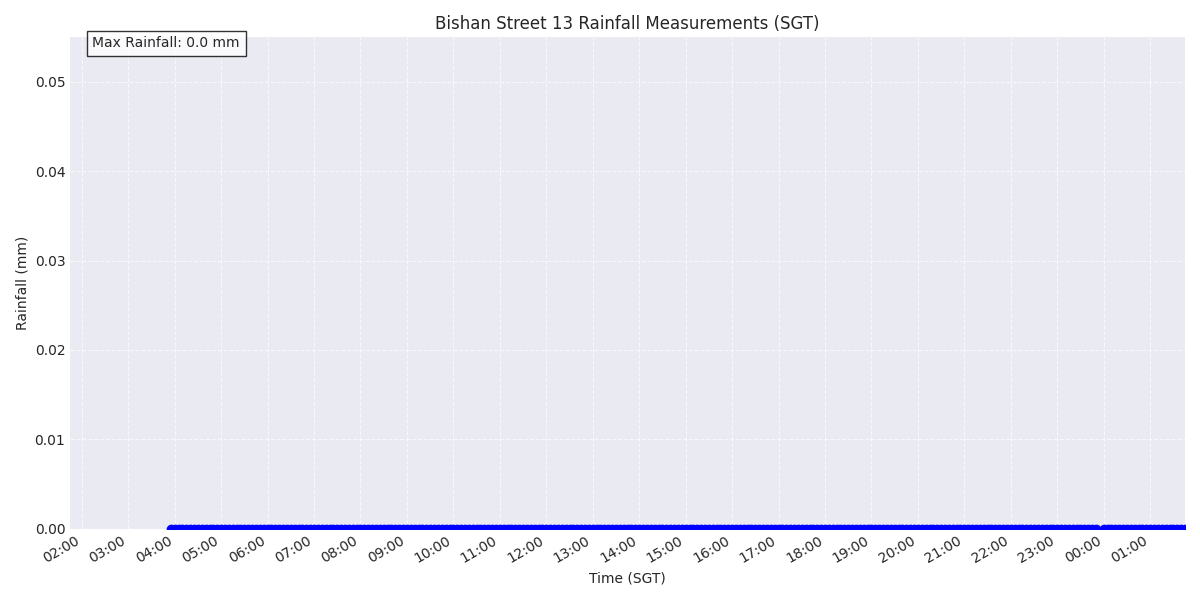 Bishan Street 13 Rainfall Measurements (SGT)
Max Rainfall: 0.0 mm
Rainfall (mm)
0.05
0.04
0.03
0.02
0.01
0.00
02:00 03:00 04:00 05:00 06:00 07:00 08:00 09:00 10:00 11:00 12:00 13:00 14:00 15:00 16:00 17:00 18:00 19:00 20:00 21:00 22:00 23:00 00:00 01:00
Time (SGT)